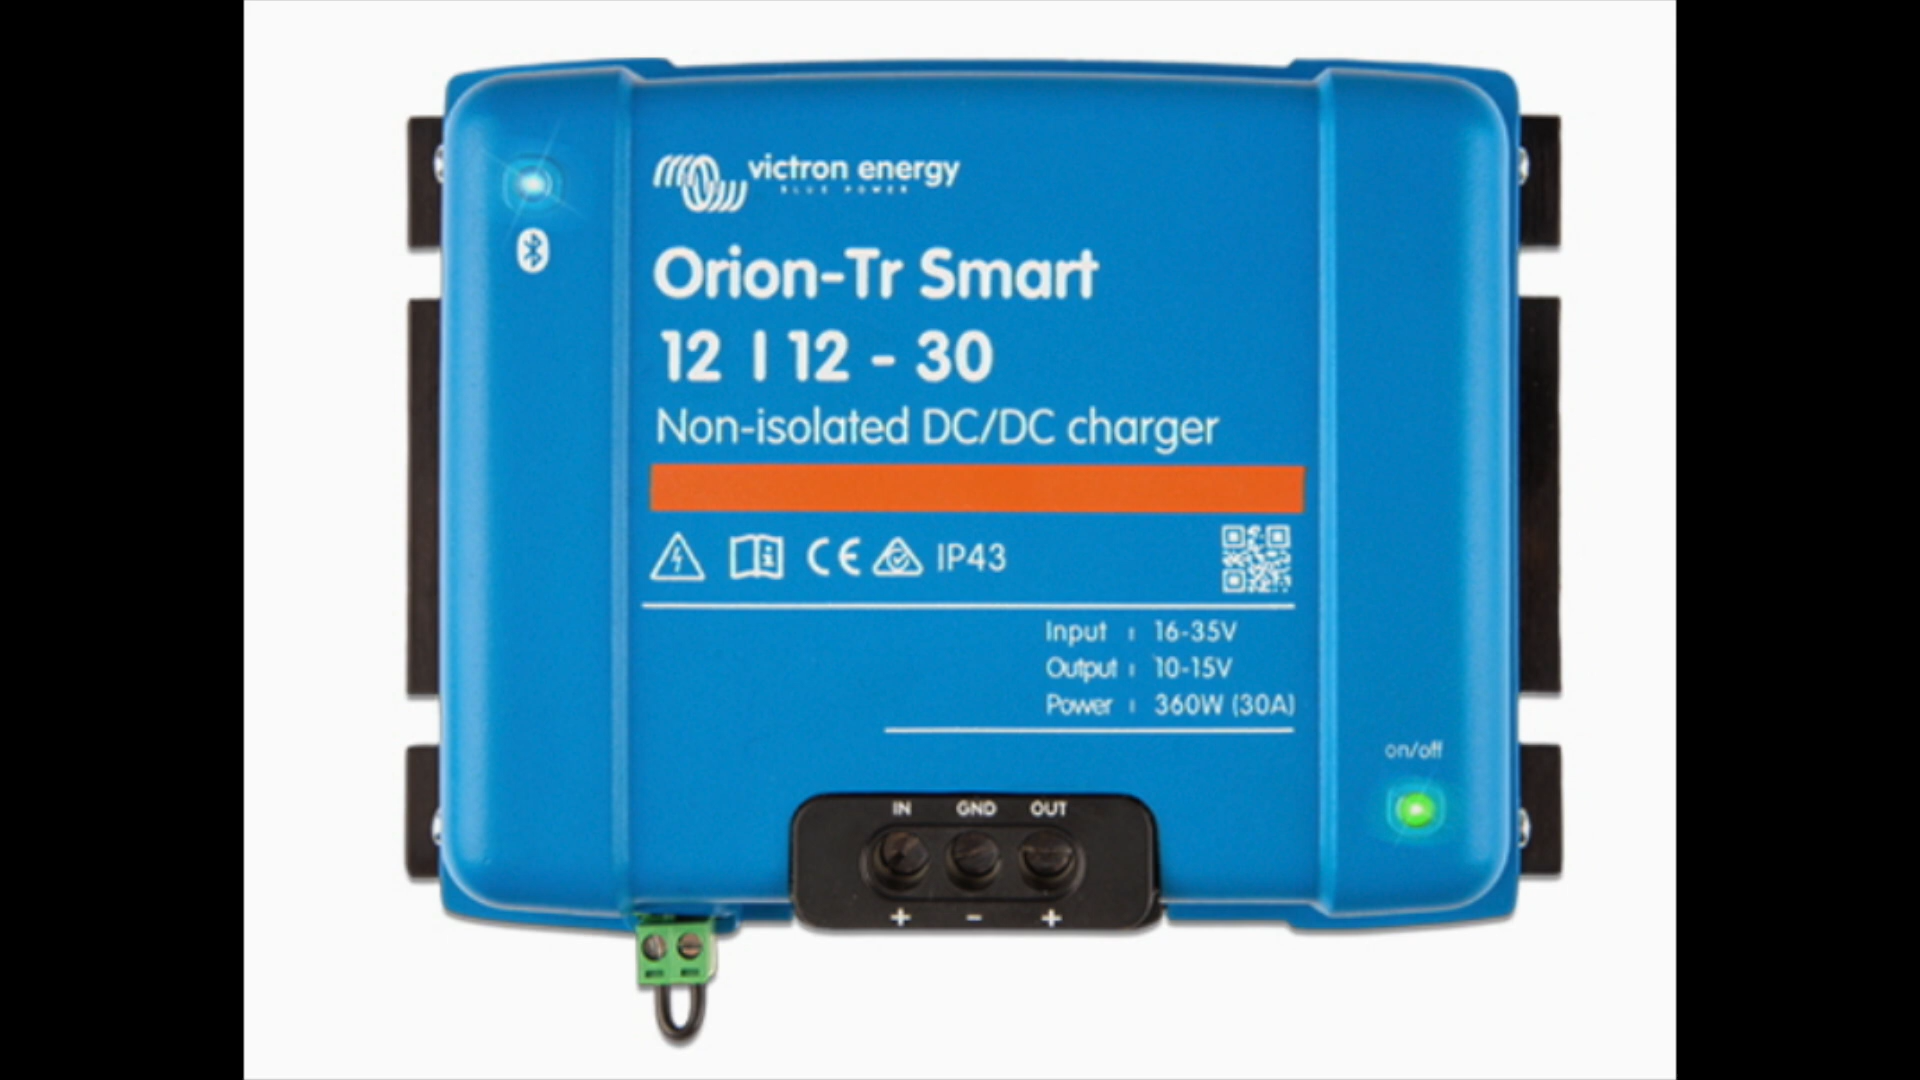 victron energy
BLUE POWER
Orion-Tr Smart
12 | 12 - 30
Non-isolated DC/DC charger
CE IP43
Input : 16-35V
Output : 10-15V
Power : 360W (30A)
on/off
IN GND OUT
+ - +